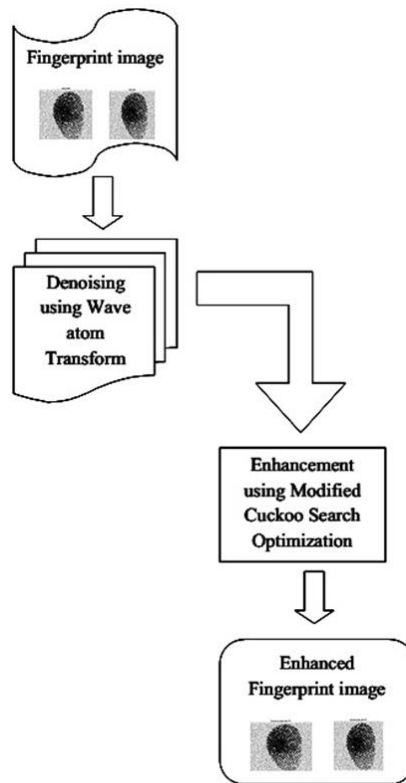 Fingerprint image
Denoising
using Wave
atom
Transform
Enhancement
using Modified
Cuckoo Search
Optimization
Enhanced
Fingerprint image